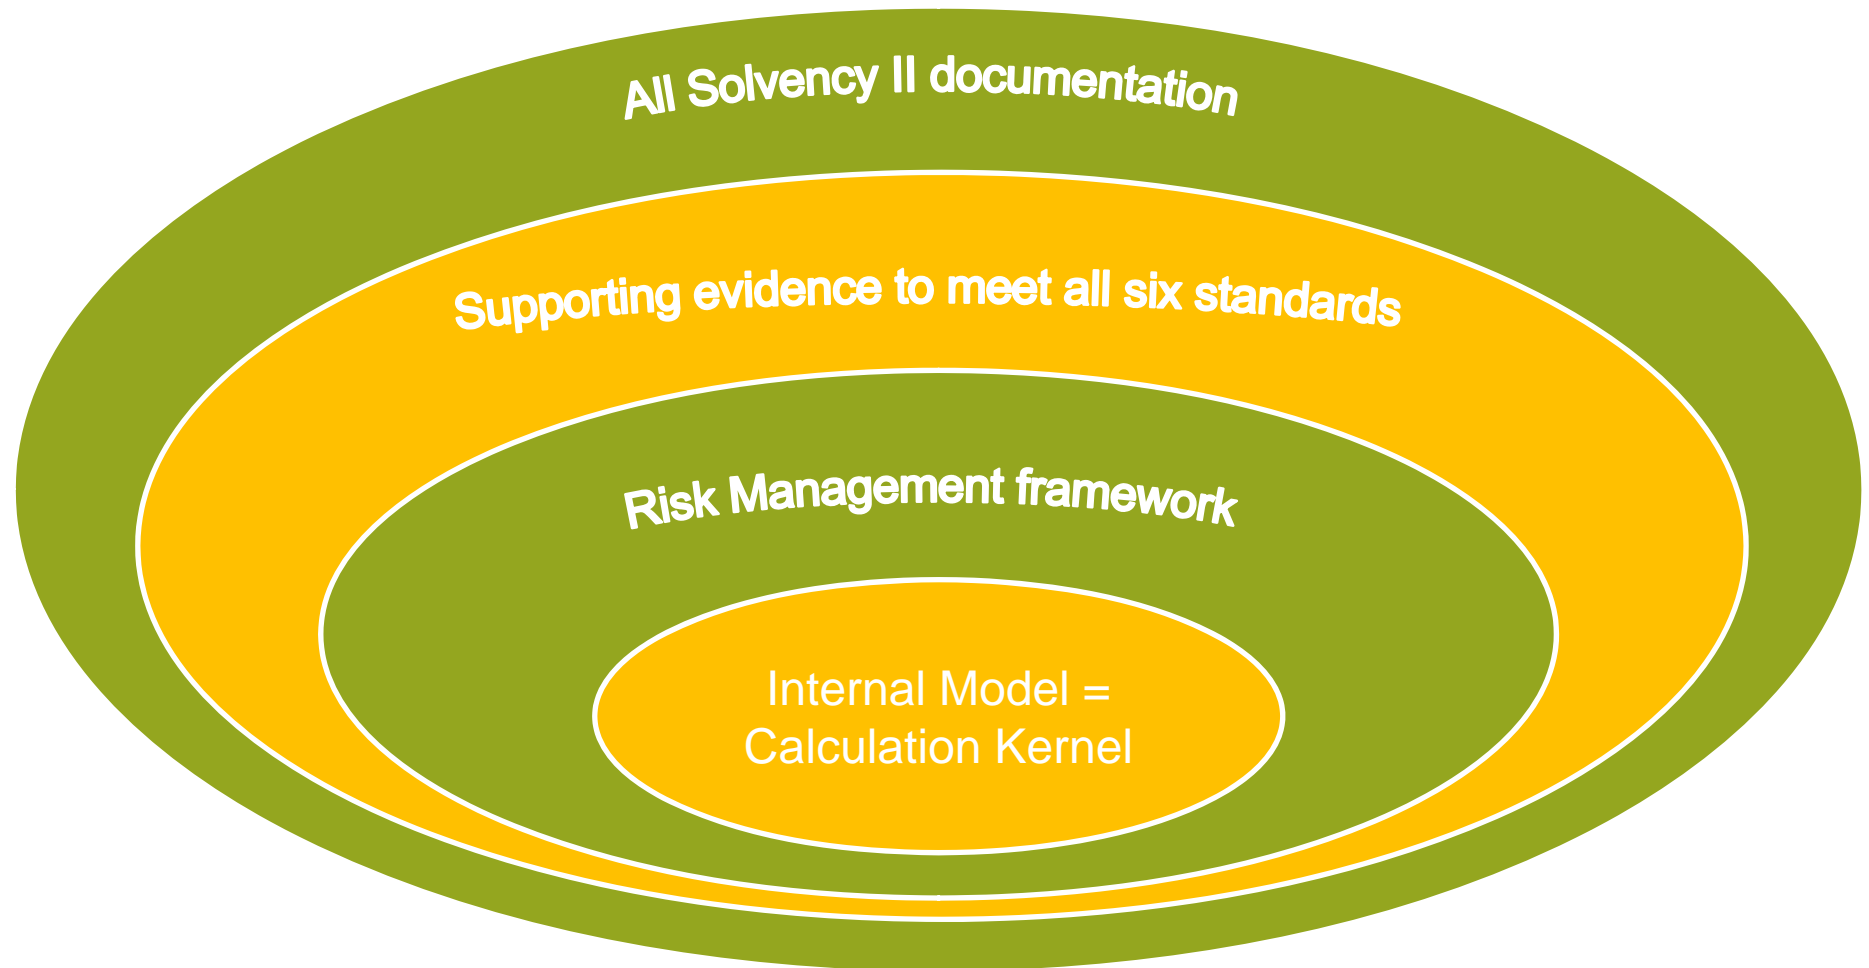 All Solvency II documentation
Supporting evidence to meet all six standards
Risk Management framework
Internal Model =
Calculation Kernel